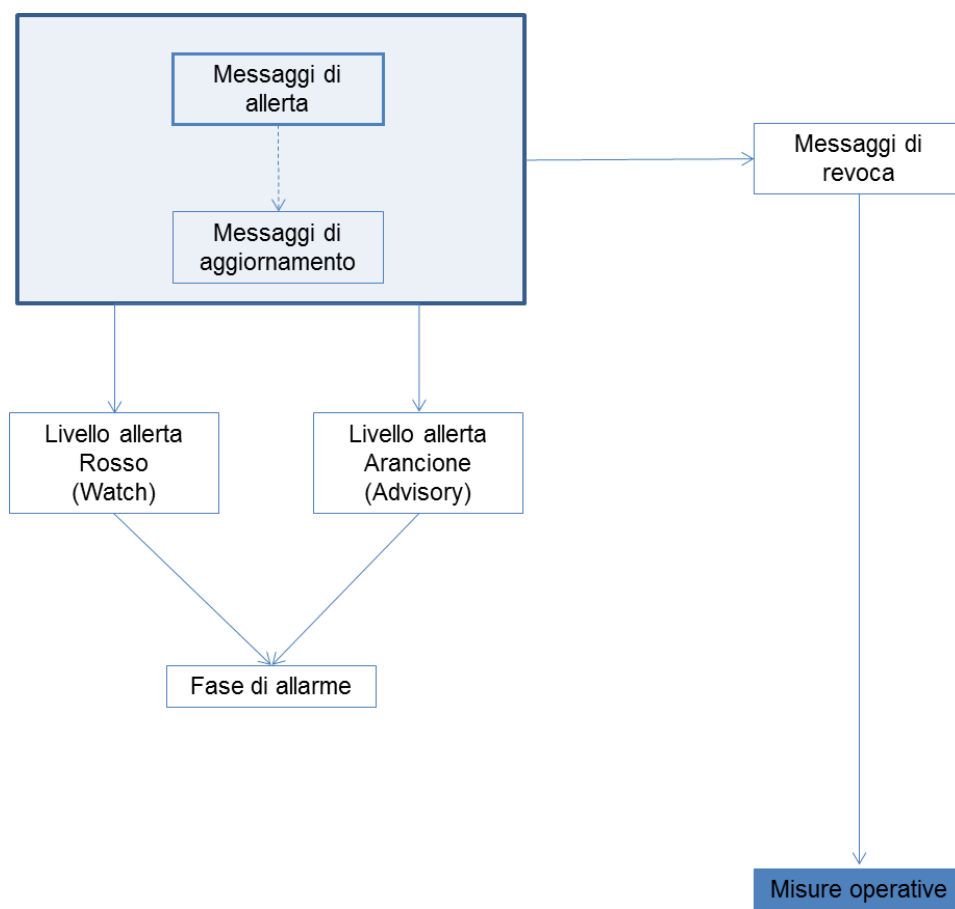 Messaggi di
allerta
Messaggi di
revoca
Messaggi di
aggiornamento
Livello allerta
Rosso
(Watch)
Livello allerta
Arancione
(Advisory)
Fase di allarme
Misure operative